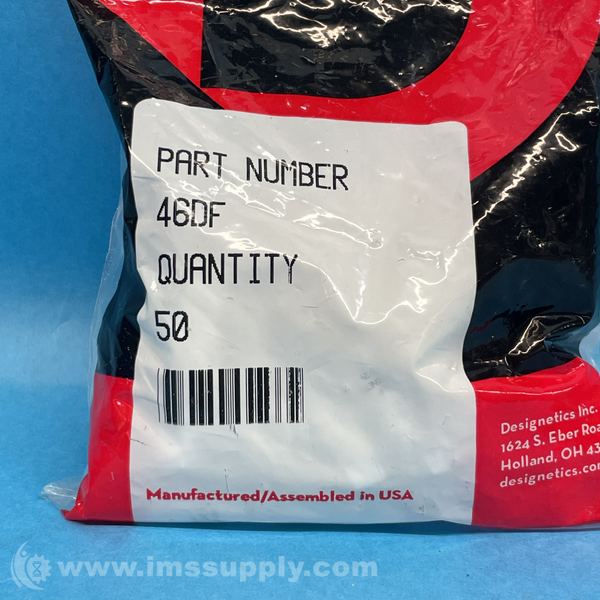 PART NUMBER
46DF
QUANTITY
50
Manufactured/Assembled in USA
Designetics Inc.
1624 S. Eber Roa
Holland, OH 43
designetics.com
www.imssupply.com